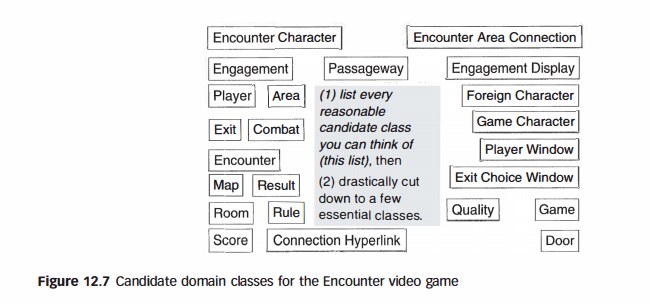 Encounter Character
Encounter Area Connection
Engagement
Passageway
Engagement Display
Player
Area
(1) list every
reasonable
candidate class
you can think of
(this list), then
(2) drastically cut
down to a few
essential classes.
Foreign Character
Exit
Combat
Game Character
Encounter
Player Window
Map
Result
Exit Choice Window
Room
Rule
Quality
Game
Score
Connection Hyperlink
Door
Figure 12.7 Candidate domain classes for the Encounter video game